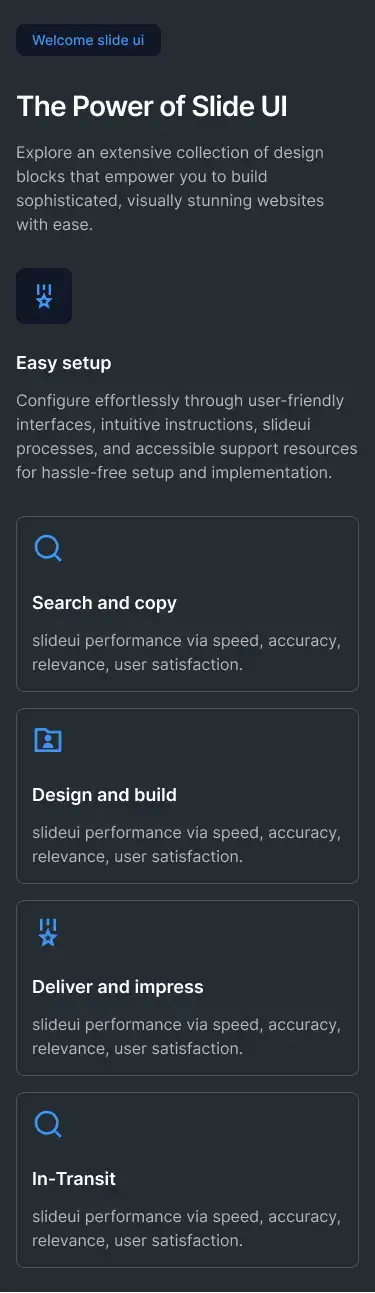 Welcome slide ui
The Power of Slide UI
Explore an extensive collection of design
blocks that empower you to build
sophisticated, visually stunning websites
with ease.
Easy setup
Configure effortlessly through user-friendly
interfaces, intuitive instructions, slideui
processes, and accessible support resources
for hassle-free setup and implementation.
Search and copy
slideui performance via speed, accuracy,
relevance, user satisfaction.
Design and build
slideui performance via speed, accuracy,
relevance, user satisfaction.
Deliver and impress
slideui performance via speed, accuracy,
relevance, user satisfaction.
In-Transit
slideui performance via speed, accuracy,
relevance, user satisfaction.